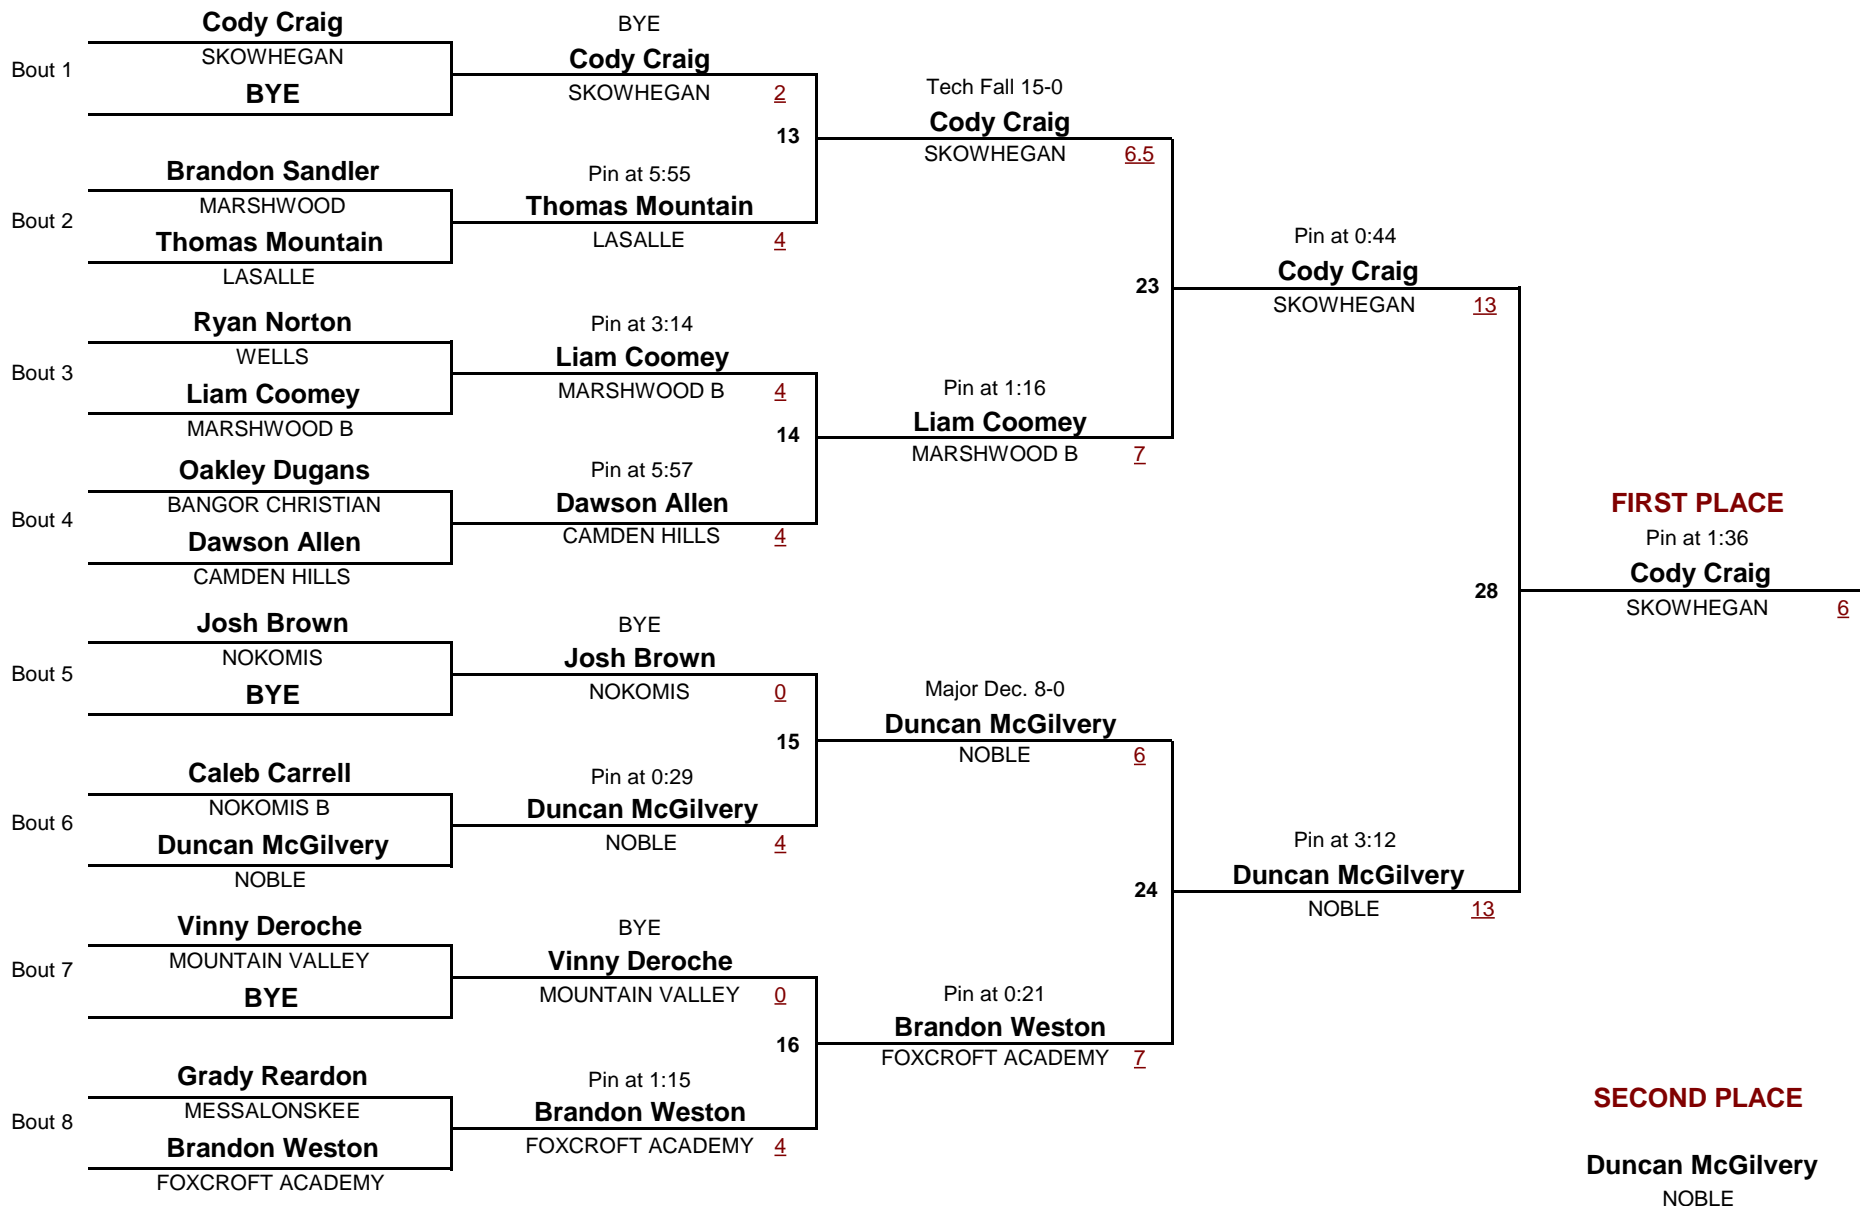 Cody Craig
Bout 1
SKOWHEGAN
BYE
Brandon Sandler
Bout 2
MARSHWOOD
Thomas Mountain
LASALLE
Ryan Norton
Bout 3
WELLS
Liam Coomey
MARSHWOOD B
Oakley Dugans
Bout 4
BANGOR CHRISTIAN
Dawson Allen
CAMDEN HILLS
Josh Brown
Bout 5
NOKOMIS
BYE
Caleb Carrell
Bout 6
NOKOMIS B
Duncan McGilvery
NOBLE
Vinny Deroche
Bout 7
MOUNTAIN VALLEY
BYE
Grady Reardon
Bout 8
MESSALONSKEE
Brandon Weston
FOXCROFT ACADEMY
BYE
Cody Craig
SKOWHEGAN 2
13
Pin at 5:55
Thomas Mountain
LASALLE 4
Pin at 3:14
Liam Coomey
MARSHWOOD B 4
14
Pin at 5:57
Dawson Allen
CAMDEN HILLS 4
BYE
Josh Brown
NOKOMIS 0
15
Pin at 0:29
Duncan McGilvery
NOBLE 4
BYE
Vinny Deroche
MOUNTAIN VALLEY 0
16
Pin at 1:15
Brandon Weston
FOXCROFT ACADEMY 4
Tech Fall 15-0
Cody Craig
SKOWHEGAN 6.5
23
Pin at 1:16
Liam Coomey
MARSHWOOD B 7
Major Dec. 8-0
Duncan McGilvery
NOBLE 6
24
Pin at 0:21
Brandon Weston
FOXCROFT ACADEMY 7
Pin at 0:44
Cody Craig
SKOWHEGAN 13
28
Pin at 3:12
Duncan McGilvery
NOBLE 13
FIRST PLACE
Pin at 1:36
Cody Craig
SKOWHEGAN 6
SECOND PLACE
Duncan McGilvery
NOBLE